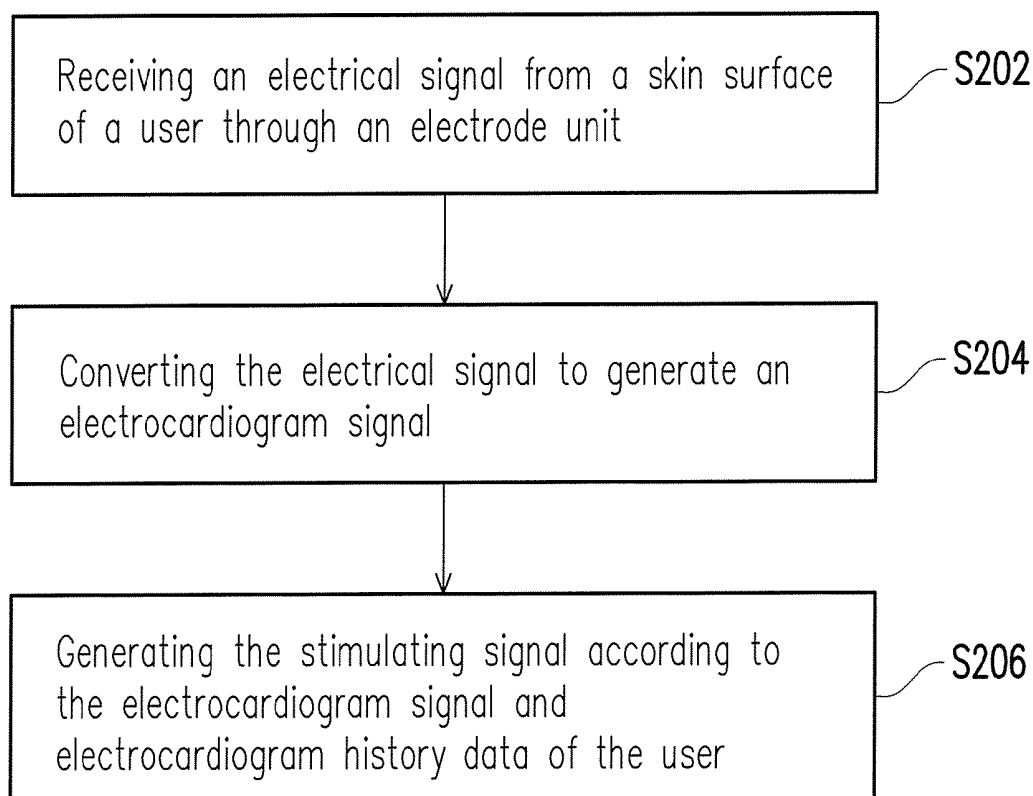 Receiving an electrical signal from a skin surface
of a user through an electrode unit
S202
Converting the electrical signal to generate an
electrocardiogram signal
S204
Generating the stimulating signal according to
the electrocardiogram signal and
electrocardiogram history data of the user
S206